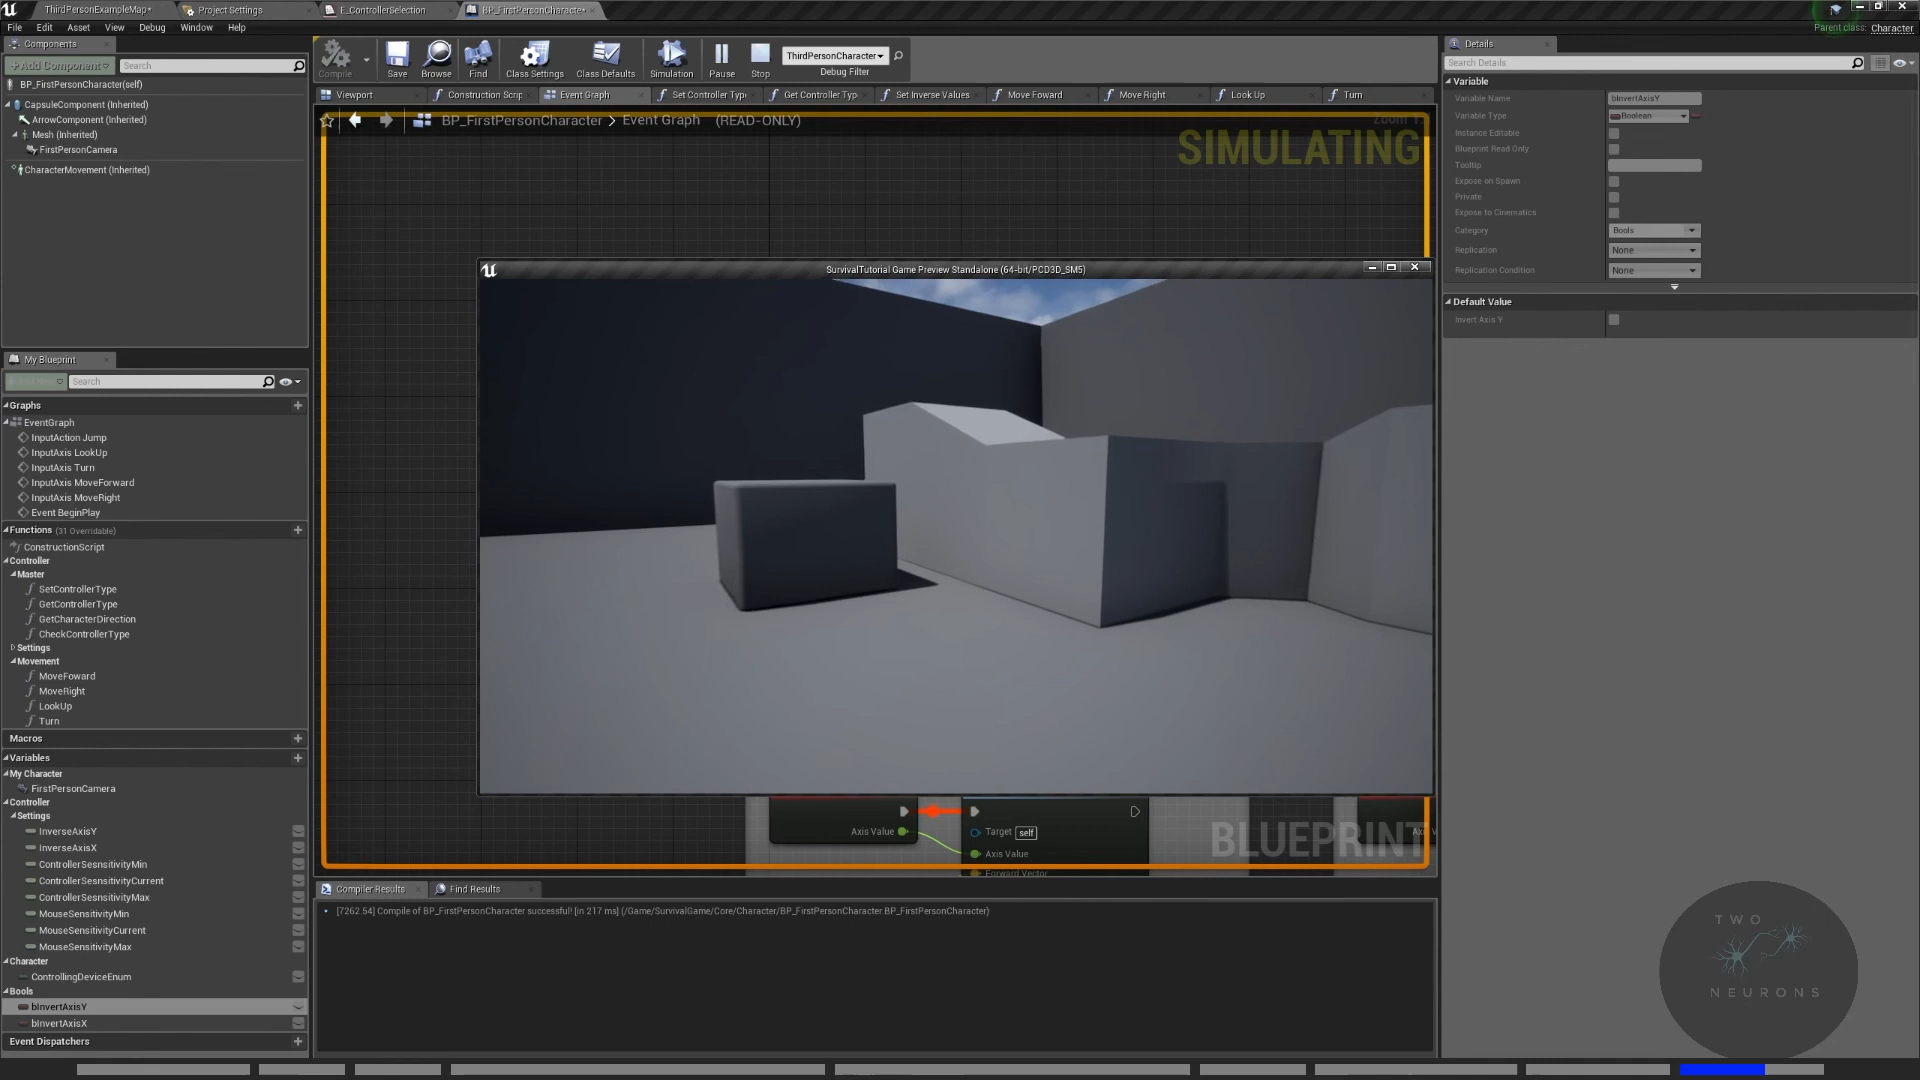 ThirdPersonExampleMap*
Project Settings
E_ControllerSelection
BP_FirstPersonCharacte*
File Edit Asset View Debug Window Help
Parent class: Character
Components
+Add Component
Search
BP_FirstPersonCharacter(self)
CapsuleComponent (Inherited)
ArrowComponent (Inherited)
Mesh (Inherited)
FirstPersonCamera
CharacterMovement (Inherited)
Compile
Save
Browse
Find
Class Settings
Class Defaults
Simulation
Pause
Stop
ThirdPersonCharacter
Debug Filter
Viewport
Construction Scrip
Event Graph
Set Controller Typ
Get Controller Typ
Set Inverse Values
Move Foward
Move Right
Look Up
Turn
BP_FirstPersonCharacter > Event Graph (READ-ONLY)
SIMULATING
SurvivalTutorial Game Preview Standalone (64-bit/PCD3D_SM5)
Axis Value
Target self
Axis Value
Forward Vector
BLUEPRINT
My Blueprint
Search
Graphs
EventGraph
InputAction Jump
InputAxis LookUp
InputAxis Turn
InputAxis MoveForward
InputAxis MoveRight
Event BeginPlay
Functions (31 Overridable)
ConstructionScript
Controller
Master
SetControllerType
GetControllerType
GetCharacterDirection
CheckControllerType
Settings
Movement
MoveFoward
MoveRight
LookUp
Turn
Macros
Variables
My Character
FirstPersonCamera
Controller
Settings
InverseAxisY
InverseAxisX
ControllerSesnsitivityMin
ControllerSesnsitivityCurrent
ControllerSesnsitivityMax
MouseSensitivityMin
MouseSensitivityCurrent
MouseSensitivityMax
Character
ControllingDeviceEnum
Bools
bInvertAxisY
bInvertAxisX
Event Dispatchers
Compiler Results
Find Results
[7262.54] Compile of BP_FirstPersonCharacter successful! [in 217 ms] (/Game/SurvivalGame/Core/Character/BP_FirstPersonCharacter.BP_FirstPersonCharacter)
Details
Search Details
Variable
Variable Name bInvertAxisY
Variable Type Boolean
Instance Editable
Blueprint Read Only
Tooltip
Expose on Spawn
Private
Expose to Cinematics
Category Bools
Replication None
Replication Condition None
Default Value
Invert Axis Y
TWO
NEURONS